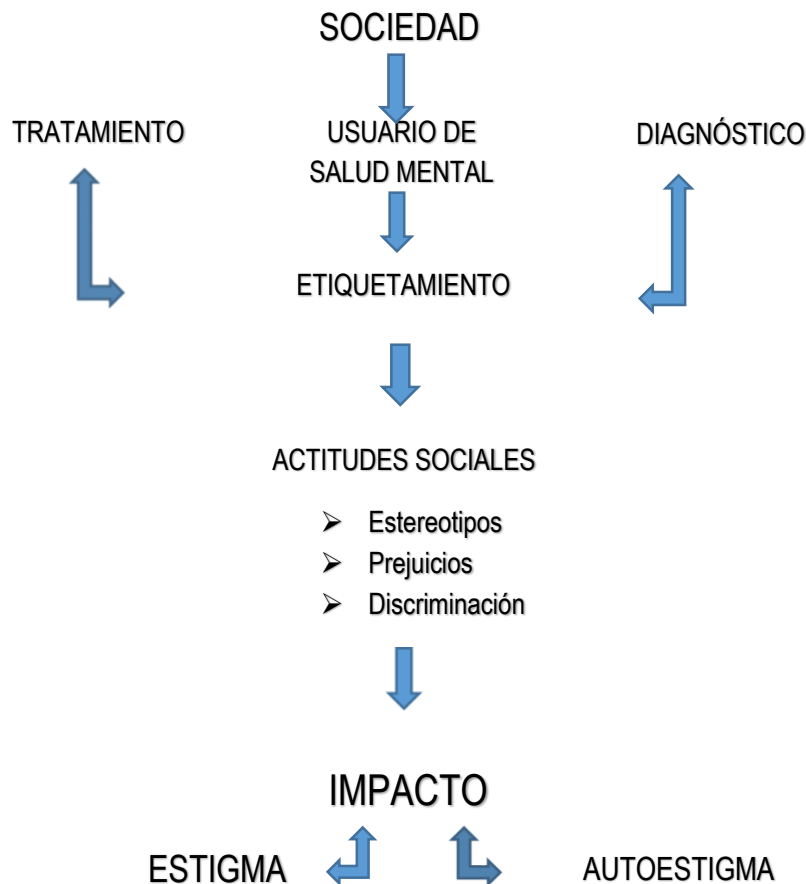 SOCIEDAD
TRATAMIENTO
USUARIO DE
SALUD MENTAL
DIAGNÓSTICO
ETIQUETAMIENTO
ACTITUDES SOCIALES
Estereotipos
Prejuicios
Discriminación
IMPACTO
ESTIGMA
AUTOESTIGMA